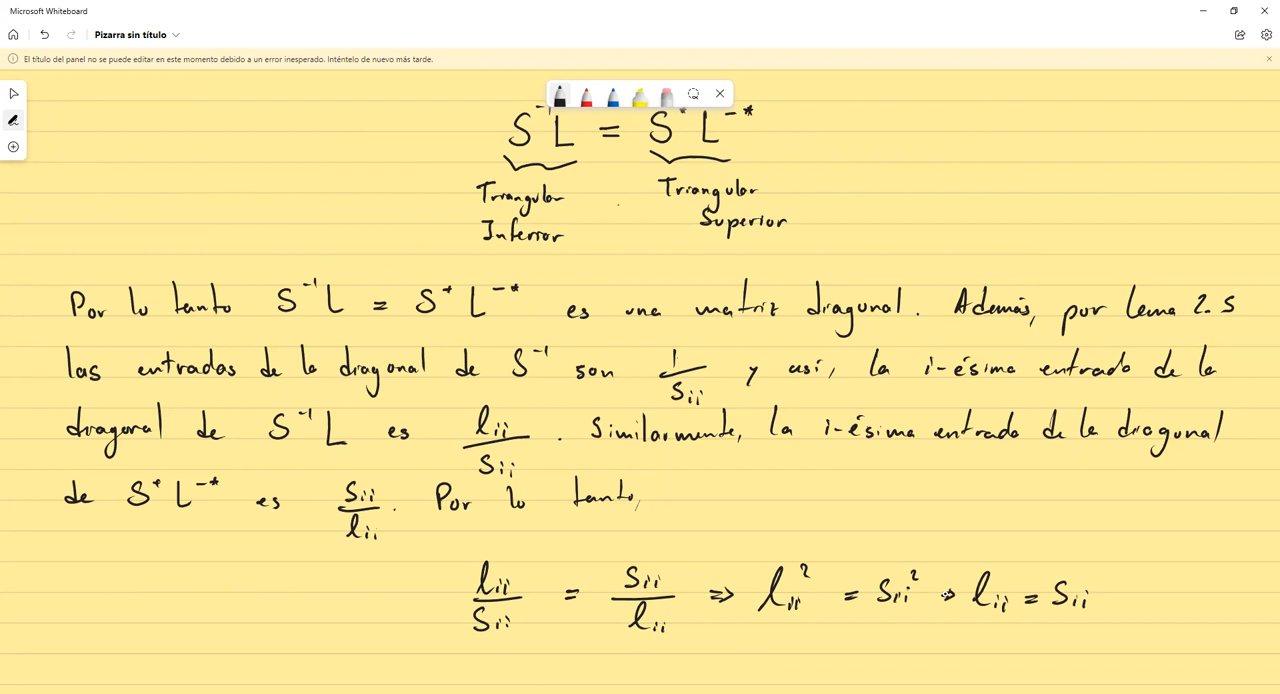 Microsoft Whiteboard
Pizarra sin título
El título del panel no se puede editar en este momento debido a un error inesperado. Inténtelo de nuevo más tarde.
S⁻¹L = S* L⁻*
Triangular Triangular
Inferior Superior
Por lo tanto S⁻¹L = S* L⁻* es una matriz diagonal. Además, por Lema 2.5
las entradas de la diagonal de S⁻¹ son 1/sᵢᵢ y así, la i-ésima entrada de la
diagonal de S⁻¹L es lᵢᵢ/sᵢᵢ. Similarmente, la i-ésima entrada de la diagonal
de S* L⁻* es sᵢᵢ/lᵢᵢ. Por lo tanto,
lᵢᵢ/sᵢᵢ = sᵢᵢ/lᵢᵢ ⇒ lᵢᵢ² = sᵢᵢ² ⇒ lᵢᵢ = sᵢᵢ